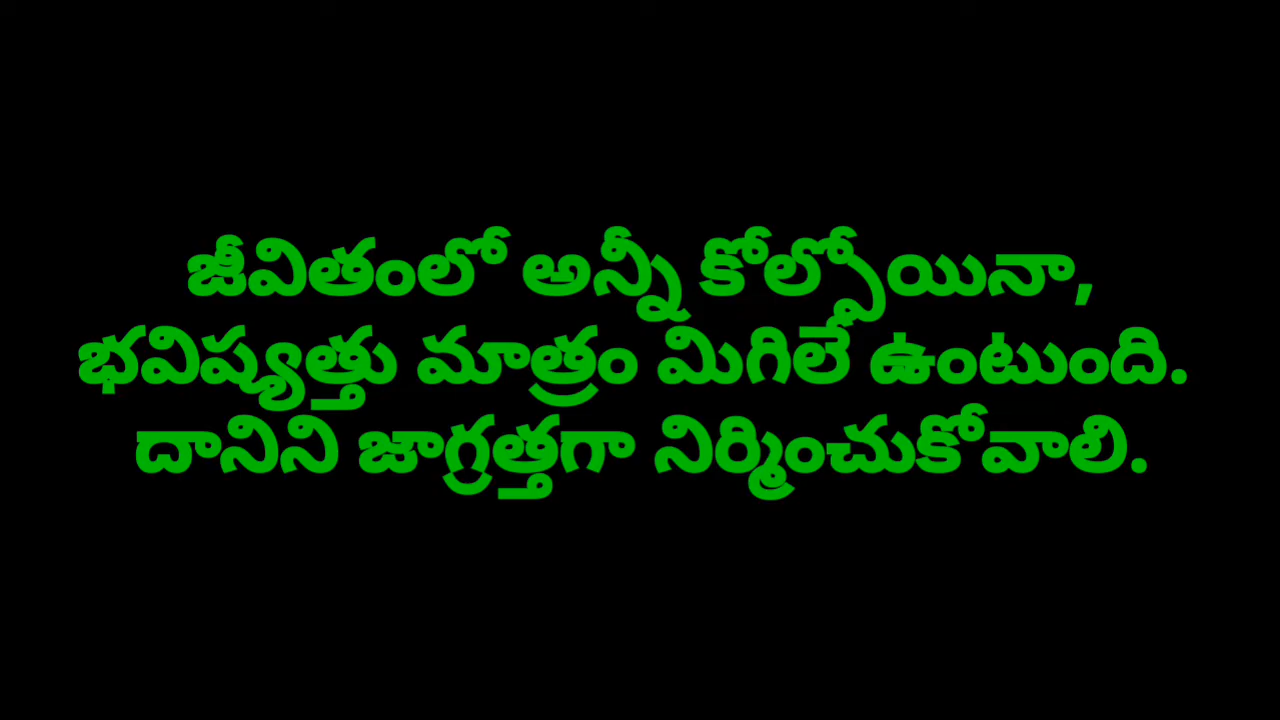 జీవితంలో అన్నీ కోల్పోయినా,
భవిష్యత్తు మాత్రం మిగిలే ఉంటుంది.
దానిని జాగ్రత్తగా నిర్మించుకోవాలి.